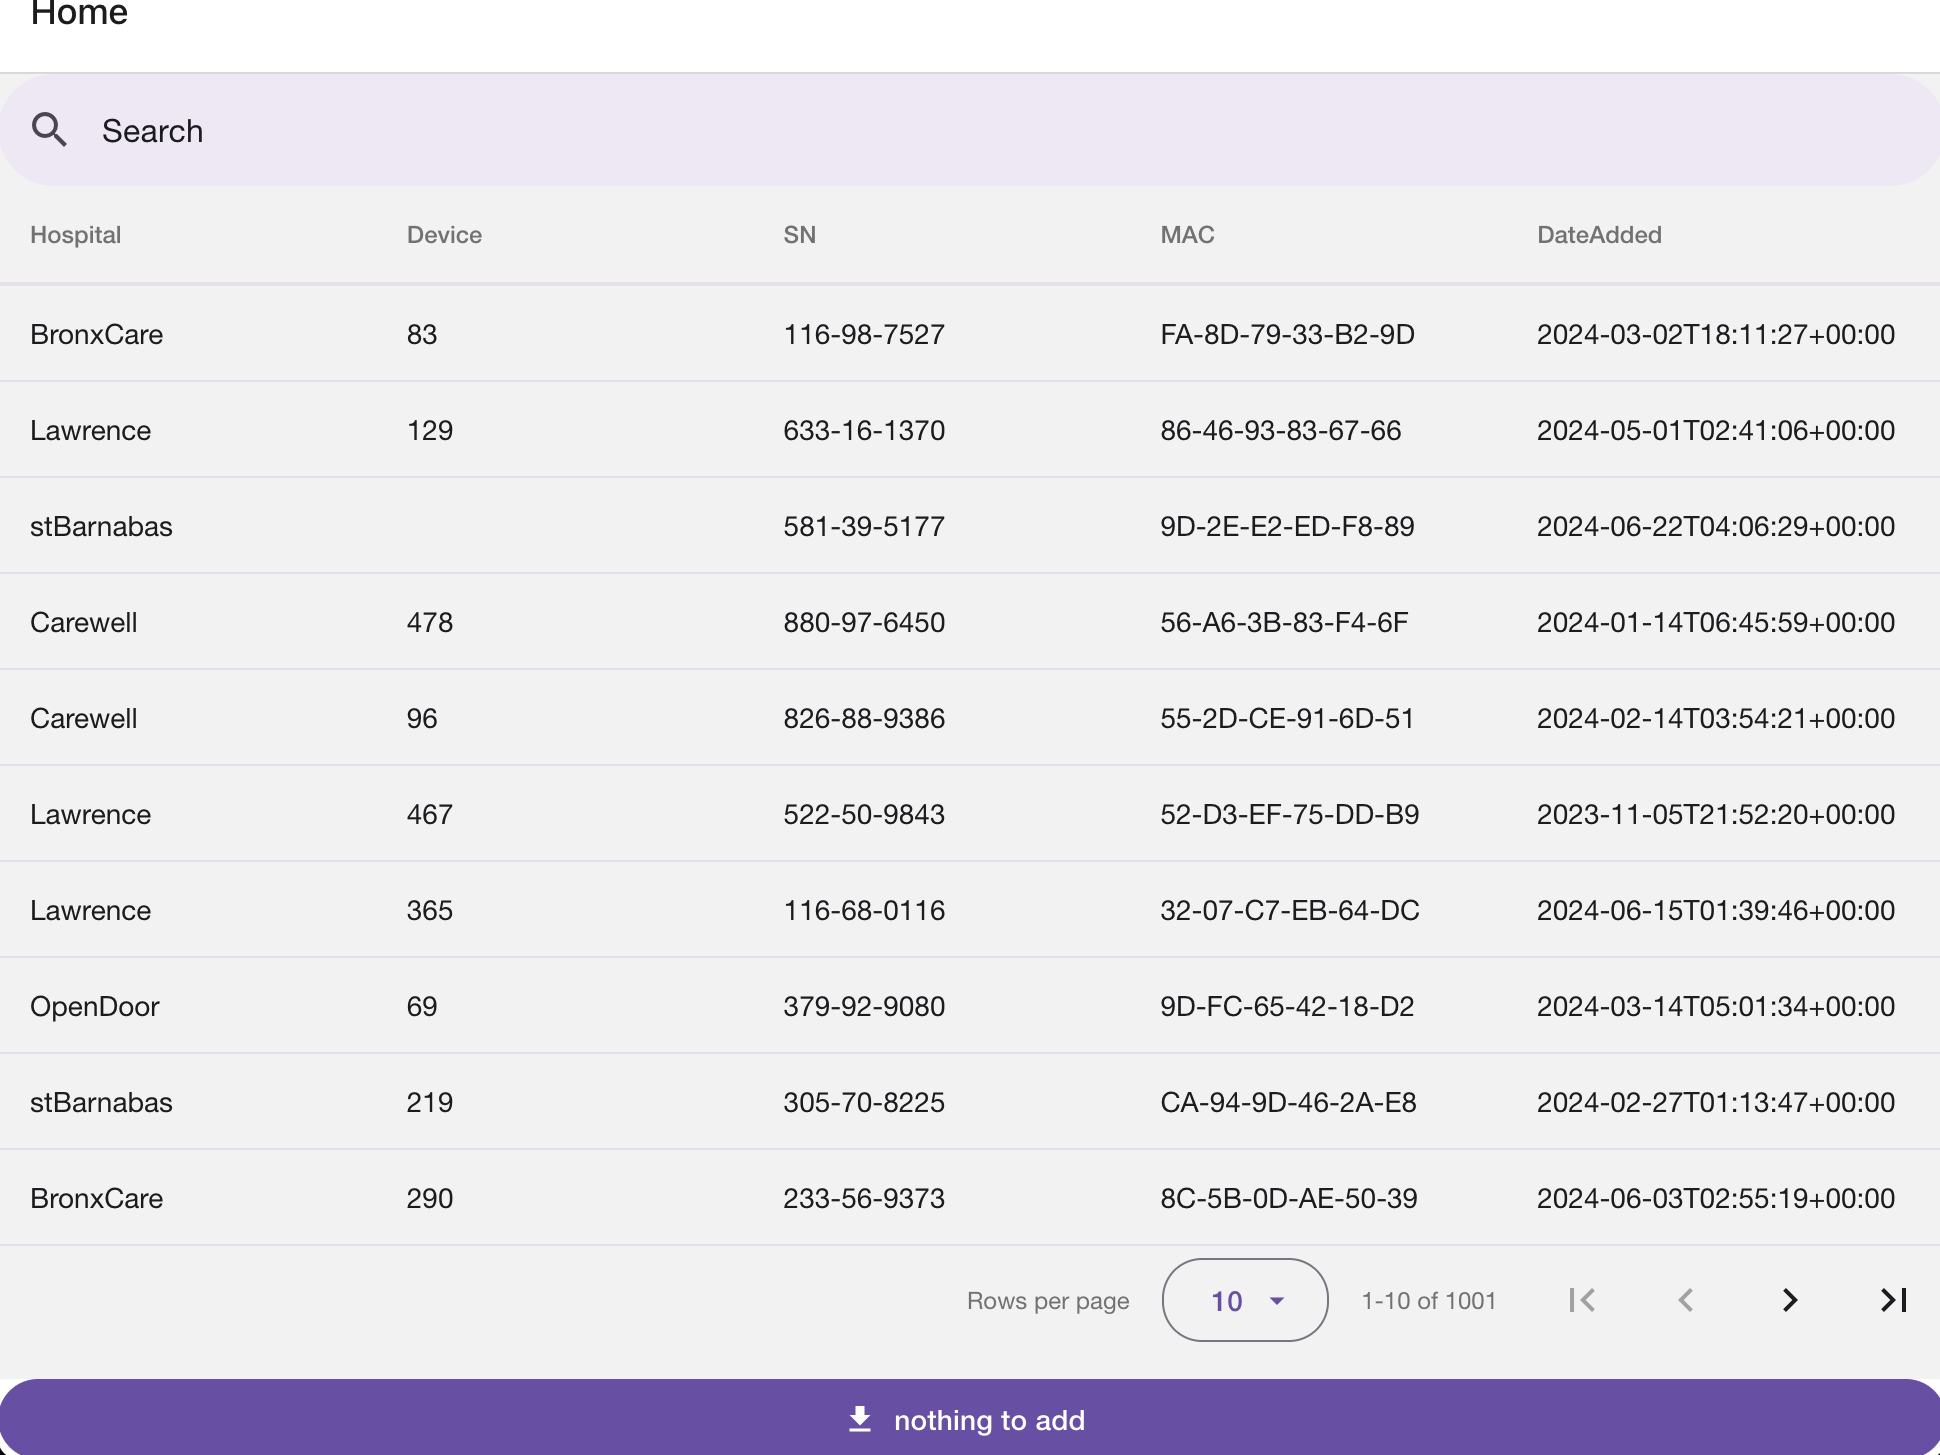 Home
Search
Hospital Device SN MAC DateAdded
BronxCare 83 116-98-7527 FA-8D-79-33-B2-9D 2024-03-02T18:11:27+00:00
Lawrence 129 633-16-1370 86-46-93-83-67-66 2024-05-01T02:41:06+00:00
stBarnabas 581-39-5177 9D-2E-E2-ED-F8-89 2024-06-22T04:06:29+00:00
Carewell 478 880-97-6450 56-A6-3B-83-F4-6F 2024-01-14T06:45:59+00:00
Carewell 96 826-88-9386 55-2D-CE-91-6D-51 2024-02-14T03:54:21+00:00
Lawrence 467 522-50-9843 52-D3-EF-75-DD-B9 2023-11-05T21:52:20+00:00
Lawrence 365 116-68-0116 32-07-C7-EB-64-DC 2024-06-15T01:39:46+00:00
OpenDoor 69 379-92-9080 9D-FC-65-42-18-D2 2024-03-14T05:01:34+00:00
stBarnabas 219 305-70-8225 CA-94-9D-46-2A-E8 2024-02-27T01:13:47+00:00
BronxCare 290 233-56-9373 8C-5B-0D-AE-50-39 2024-06-03T02:55:19+00:00
Rows per page 10 1-10 of 1001
nothing to add